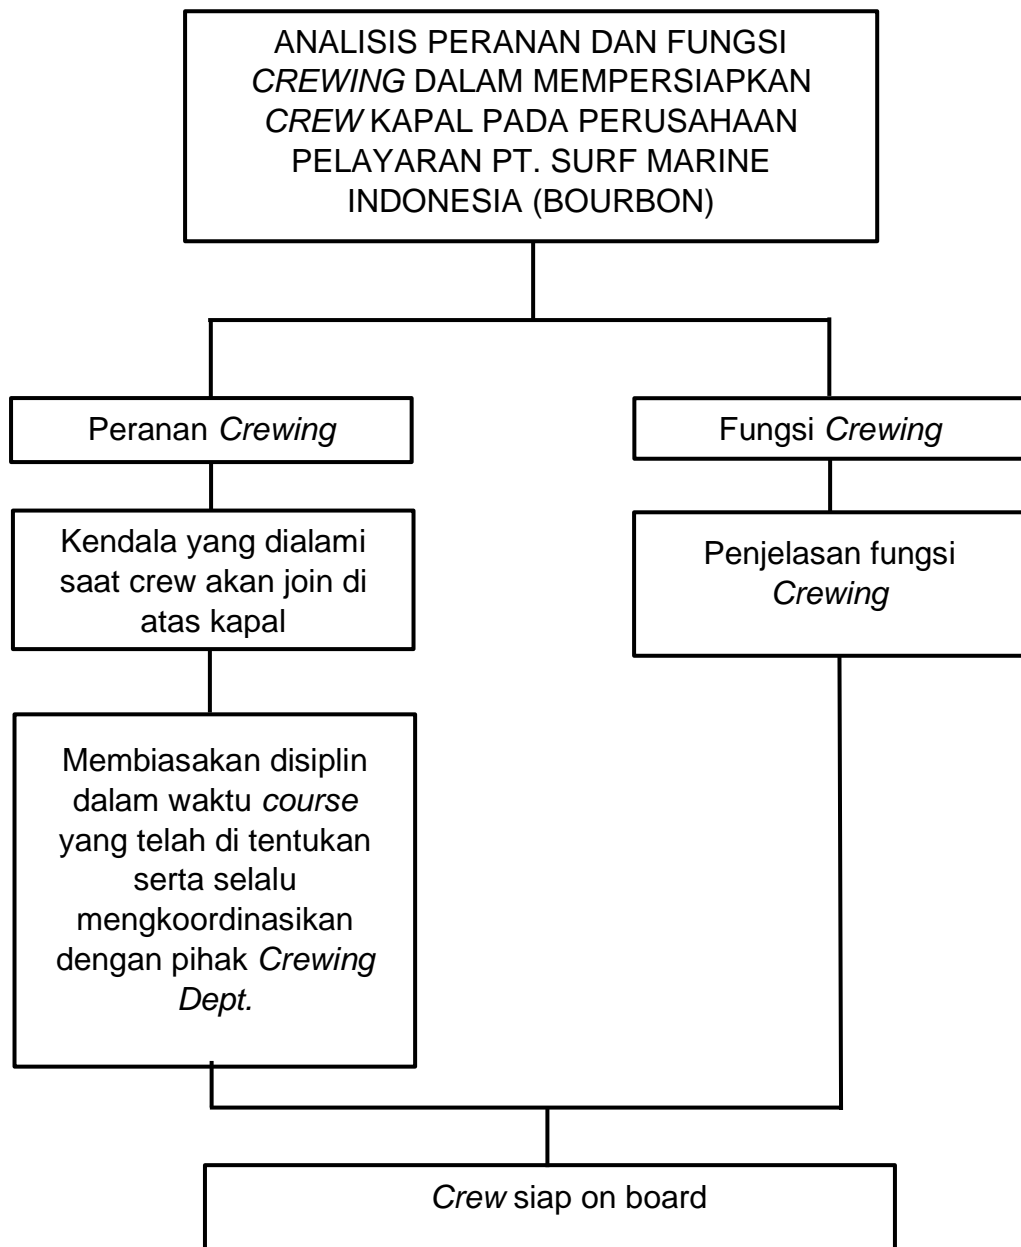 ANALISIS PERANAN DAN FUNGSI
CREWING DALAM MEMPERSIAPKAN
CREW KAPAL PADA PERUSAHAAN
PELAYARAN PT. SURF MARINE
INDONESIA (BOURBON)
Peranan Crewing
Fungsi Crewing
Kendala yang dialami
saat crew akan join di
atas kapal
Penjelasan fungsi
Crewing
Membiasakan disiplin
dalam waktu course
yang telah di tentukan
serta selalu
mengkoordinasikan
dengan pihak Crewing
Dept.
Crew siap on board